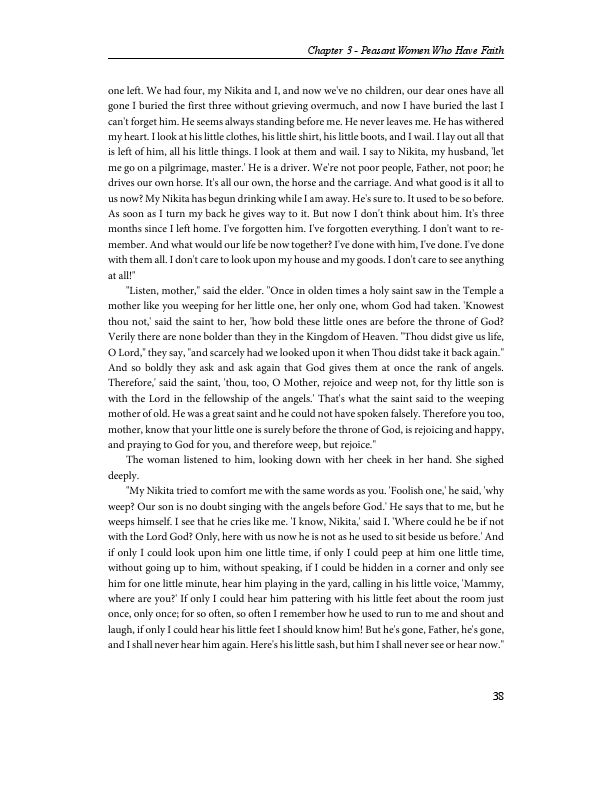 Chapter 3 - Peasant Women Who Have Faith
one left. We had four, my Nikita and I, and now we've no children, our dear ones have all
gone I buried the first three without grieving overmuch, and now I have buried the last I
can't forget him. He seems always standing before me. He never leaves me. He has withered
my heart. I look at his little clothes, his little shirt, his little boots, and I wail. I lay out all that
is left of him, all his little things. I look at them and wail. I say to Nikita, my husband, 'let
me go on a pilgrimage, master.' He is a driver. We're not poor people, Father, not poor; he
drives our own horse. It's all our own, the horse and the carriage. And what good is it all to
us now? My Nikita has begun drinking while I am away. He's sure to. It used to be so before.
As soon as I turn my back he gives way to it. But now I don't think about him. It's three
months since I left home. I've forgotten him. I've forgotten everything. I don't want to re-
member. And what would our life be now together? I've done with him, I've done. I've done
with them all. I don't care to look upon my house and my goods. I don't care to see anything
at all!"
"Listen, mother," said the elder. "Once in olden times a holy saint saw in the Temple a
mother like you weeping for her little one, her only one, whom God had taken. 'Knowest
thou not,' said the saint to her, 'how bold these little ones are before the throne of God?
Verily there are none bolder than they in the Kingdom of Heaven. "Thou didst give us life,
O Lord," they say, "and scarcely had we looked upon it when Thou didst take it back again."
And so boldly they ask and ask again that God gives them at once the rank of angels.
Therefore,' said the saint, 'thou, too, O Mother, rejoice and weep not, for thy little son is
with the Lord in the fellowship of the angels.' That's what the saint said to the weeping
mother of old. He was a great saint and he could not have spoken falsely. Therefore you too,
mother, know that your little one is surely before the throne of God, is rejoicing and happy,
and praying to God for you, and therefore weep, but rejoice."
The woman listened to him, looking down with her cheek in her hand. She sighed
deeply.
"My Nikita tried to comfort me with the same words as you. 'Foolish one,' he said, 'why
weep? Our son is no doubt singing with the angels before God.' He says that to me, but he
weeps himself. I see that he cries like me. 'I know, Nikita,' said I. 'Where could he be if not
with the Lord God? Only, here with us now he is not as he used to sit beside us before.' And
if only I could look upon him one little time, if only I could peep at him one little time,
without going up to him, without speaking, if I could be hidden in a corner and only see
him for one little minute, hear him playing in the yard, calling in his little voice, 'Mammy,
where are you?' If only I could hear him pattering with his little feet about the room just
once, only once; for so often, so often I remember how he used to run to me and shout and
laugh, if only I could hear his little feet I should know him! But he's gone, Father, he's gone,
and I shall never hear him again. Here's his little sash, but him I shall never see or hear now."
38